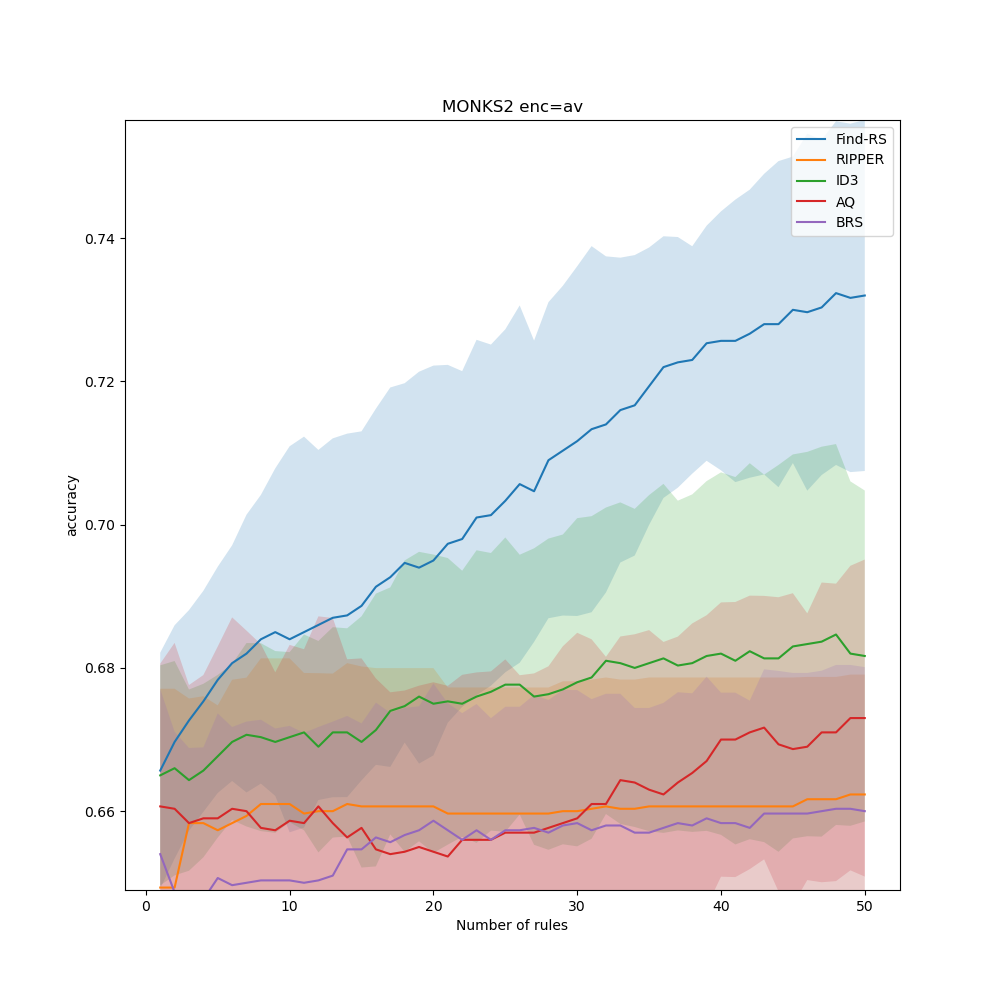 MONKS2 enc=av
Find-RS
RIPPER
ID3
AQ
BRS
accuracy
0.74
0.72
0.70
0.68
0.66
0
10
20
30
40
50
Number of rules